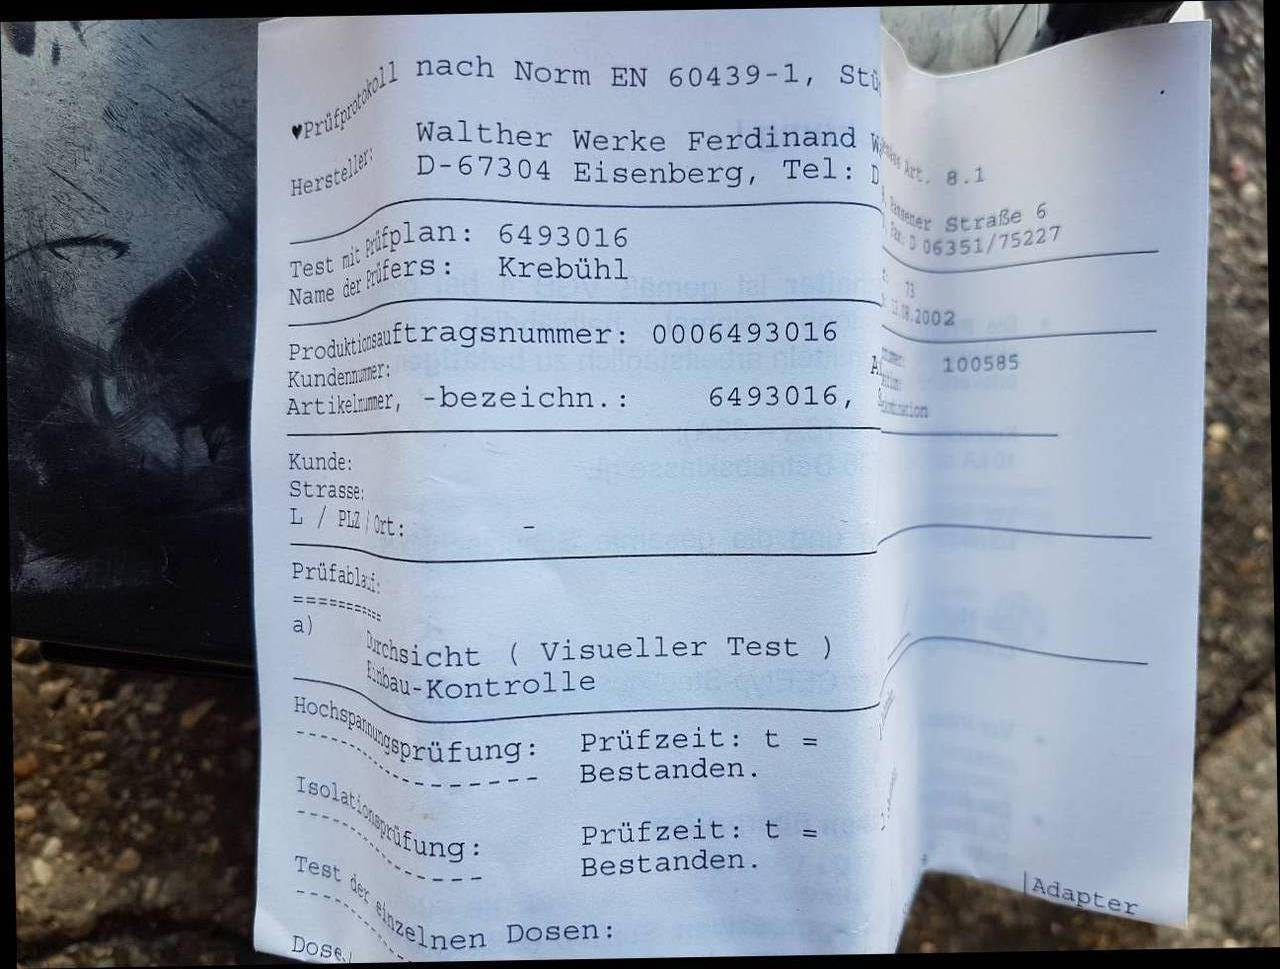 ♥Prüfprotokoll nach Norm EN 60439-1, Stü Art. 8.1
Hersteller: Walther Werke Ferdinand W
Straße 6
D-67304 Eisenberg, Tel: D D 06351/75227
Test mit Prüfplan: 6493016 73
Name der Prüfers: Krebühl .2002
Produktionsauftragsnummer: 0006493016 100585
Kundennummer:
Artikelnummer, -bezeichn.: 6493016,
Kunde:
Strasse:
L / PLZ/Ort: -
Prüfablauf:
==========
a) Durchsicht ( Visueller Test )
Einbau-Kontrolle
Hochspannungsprüfung: Prüfzeit: t =
Bestanden.
Isolationsprüfung: Prüfzeit: t =
Bestanden.
Test der einzelnen Dosen:
Dose |Adapter